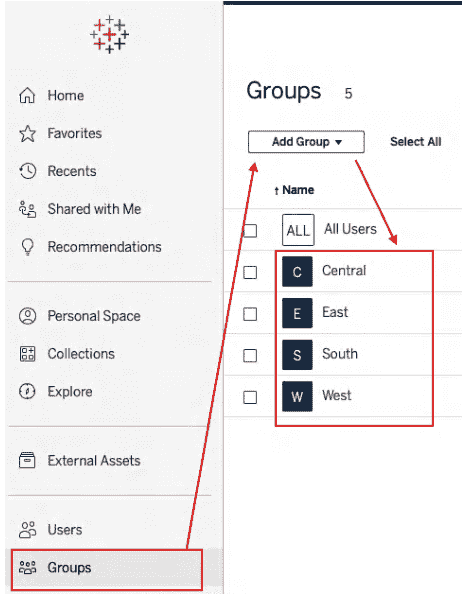 Home
Favorites
Recents
Shared with Me
Recommendations
Personal Space
Collections
Explore
External Assets
Users
Groups
Groups 5
Add Group Select All
↑ Name
ALL All Users
C Central
E East
S South
W West